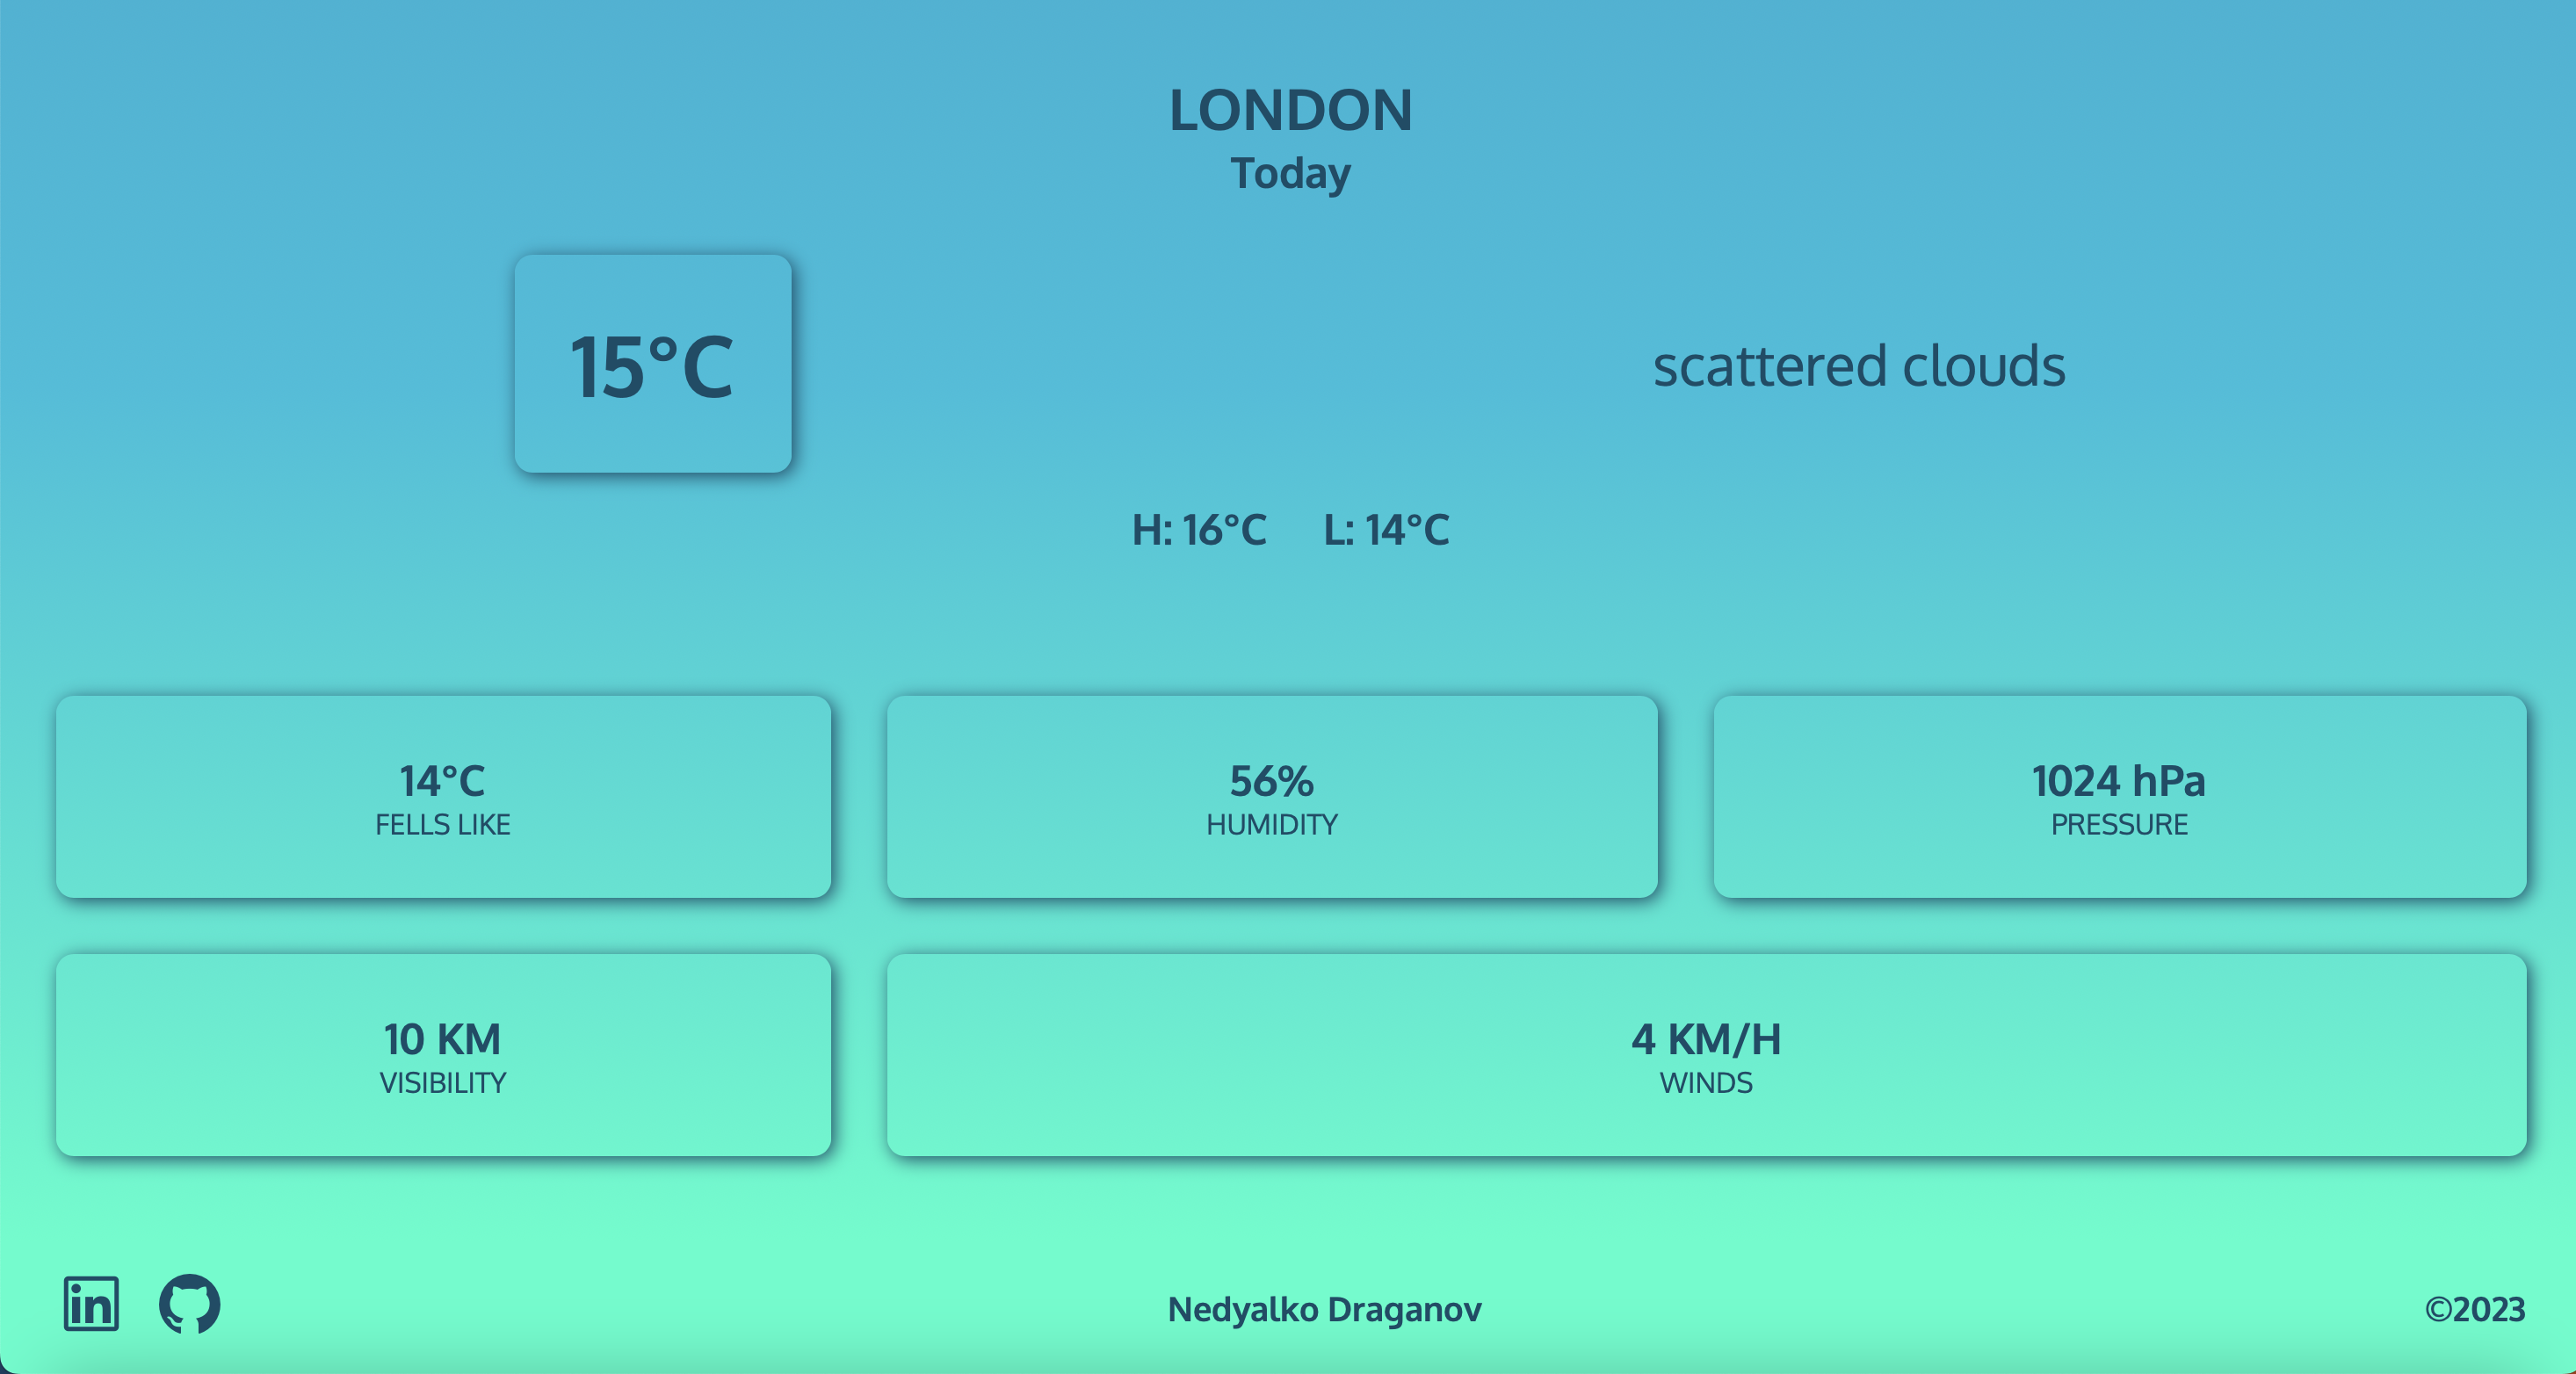 LONDON
Today
15°C
scattered clouds
H: 16°C L: 14°C
14°C
FELLS LIKE
56%
HUMIDITY
1024 hPa
PRESSURE
10 KM
VISIBILITY
4 KM/H
WINDS
in
Nedyalko Draganov
©2023